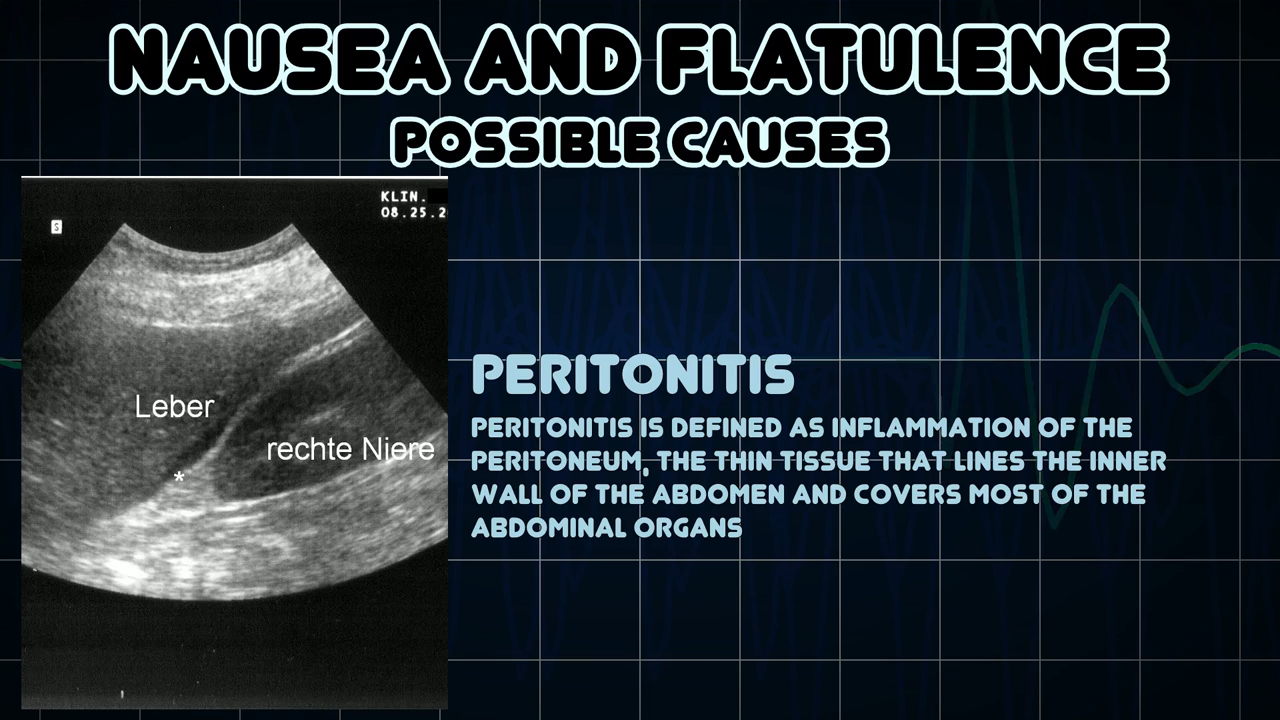 NAUSEA AND FLATULENCE
POSSIBLE CAUSES
KLIN.
08.25.2
S
Leber
rechte Niere
*
PERITONITIS
PERITONITIS IS DEFINED AS INFLAMMATION OF THE
PERITONEUM, THE THIN TISSUE THAT LINES THE INNER
WALL OF THE ABDOMEN AND COVERS MOST OF THE
ABDOMINAL ORGANS